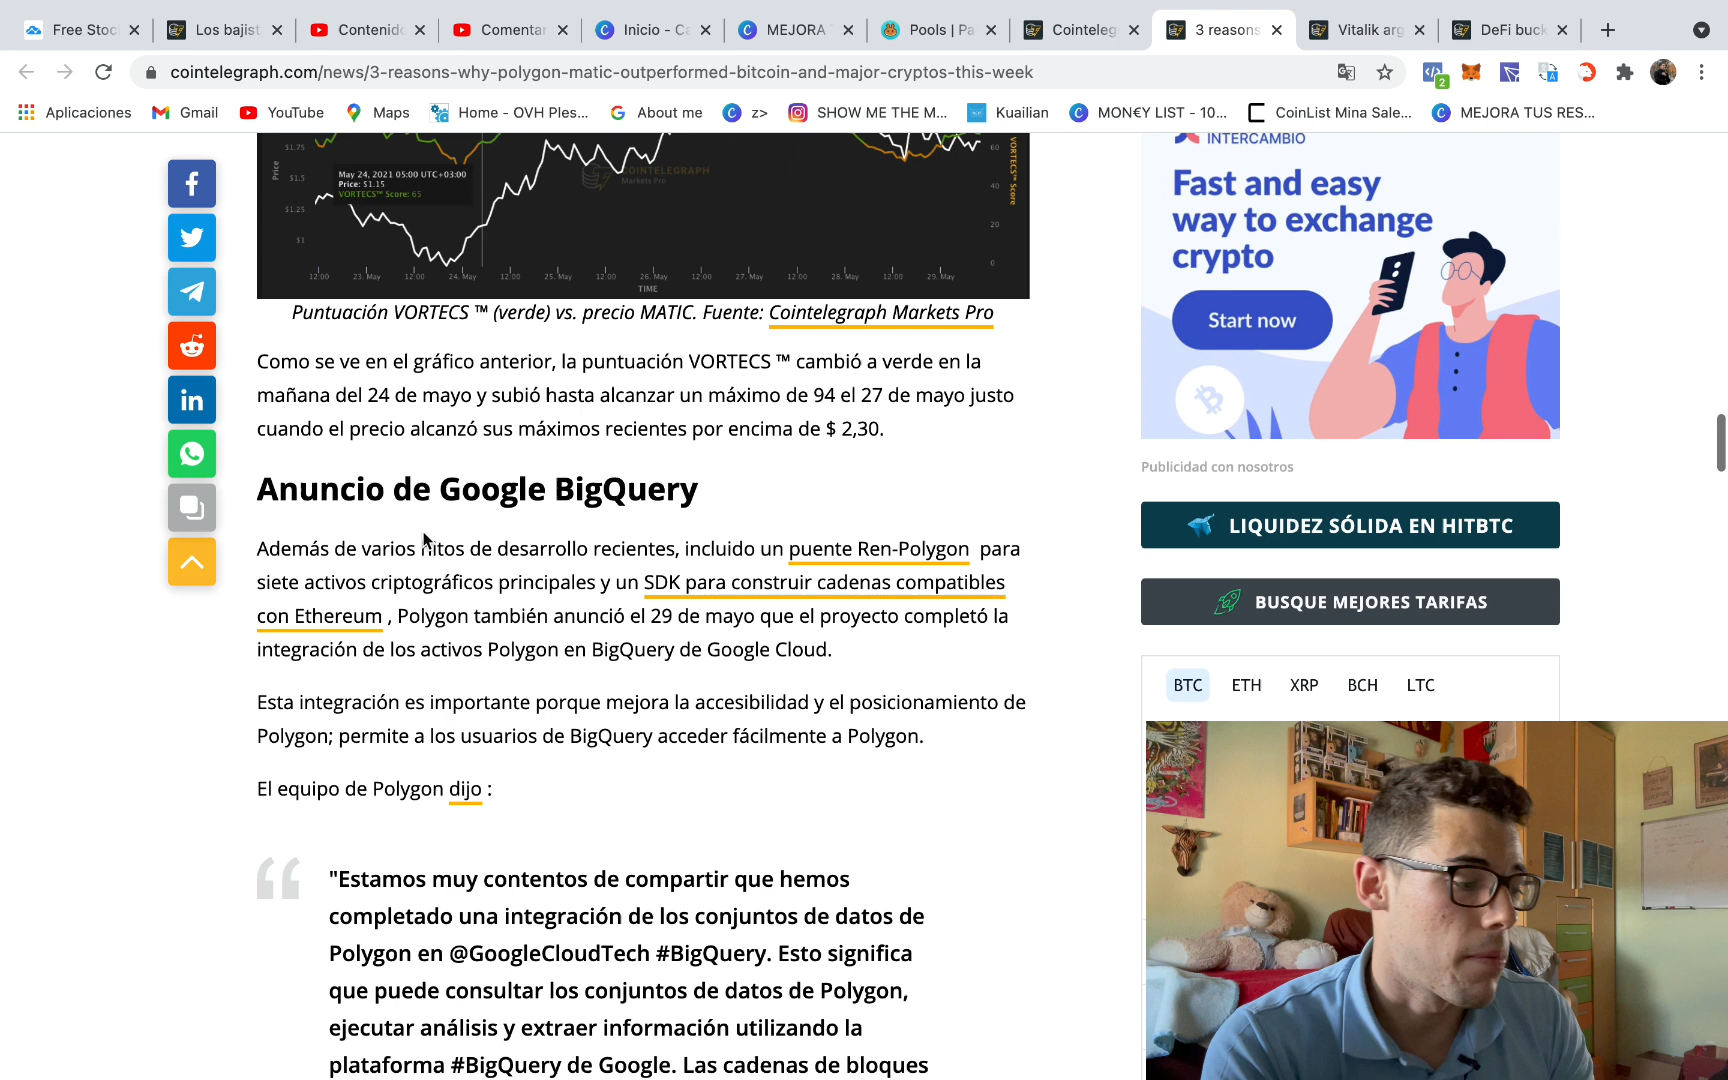 Free Stoc
Los bajist
Contenido
Comentar
Inicio - Ca
MEJORA T
Pools | Pa
Cointeleg
3 reasons
Vitalik arg
DeFi buck
cointelegraph.com/news/3-reasons-why-polygon-matic-outperformed-bitcoin-and-major-cryptos-this-week
2
Aplicaciones
Gmail
YouTube
Maps
Home - OVH Ples...
About me
z>
SHOW ME THE M...
Kuailian
MON€Y LIST - 10...
CoinList Mina Sale...
MEJORA TUS RES...
$1.75
$1.5
$1.25
$1
Price
May 24, 2021 05:00 UTC+03:00
Price: $1.15
VORTECS™ Score: 65
COINTELEGRAPH
Markets Pro
60
40
20
0
VORTECS™ Score
12:00 23. May 12:00 24. May 12:00 25. May 12:00 26. May 12:00 27. May 12:00 28. May 12:00 29. May
TIME
Puntuación VORTECS ™ (verde) vs. precio MATIC. Fuente: Cointelegraph Markets Pro
Como se ve en el gráfico anterior, la puntuación VORTECS ™ cambió a verde en la
mañana del 24 de mayo y subió hasta alcanzar un máximo de 94 el 27 de mayo justo
cuando el precio alcanzó sus máximos recientes por encima de $ 2,30.
Anuncio de Google BigQuery
Además de varios hitos de desarrollo recientes, incluido un puente Ren-Polygon para
siete activos criptográficos principales y un SDK para construir cadenas compatibles
con Ethereum , Polygon también anunció el 29 de mayo que el proyecto completó la
integración de los activos Polygon en BigQuery de Google Cloud.
Esta integración es importante porque mejora la accesibilidad y el posicionamiento de
Polygon; permite a los usuarios de BigQuery acceder fácilmente a Polygon.
El equipo de Polygon dijo :
"Estamos muy contentos de compartir que hemos
completado una integración de los conjuntos de datos de
Polygon en @GoogleCloudTech #BigQuery. Esto significa
que puede consultar los conjuntos de datos de Polygon,
ejecutar análisis y extraer información utilizando la
plataforma #BigQuery de Google. Las cadenas de bloques
INTERCAMBIO
Fast and easy
way to exchange
crypto
Start now
Publicidad con nosotros
LIQUIDEZ SÓLIDA EN HITBTC
BUSQUE MEJORES TARIFAS
BTC ETH XRP BCH LTC